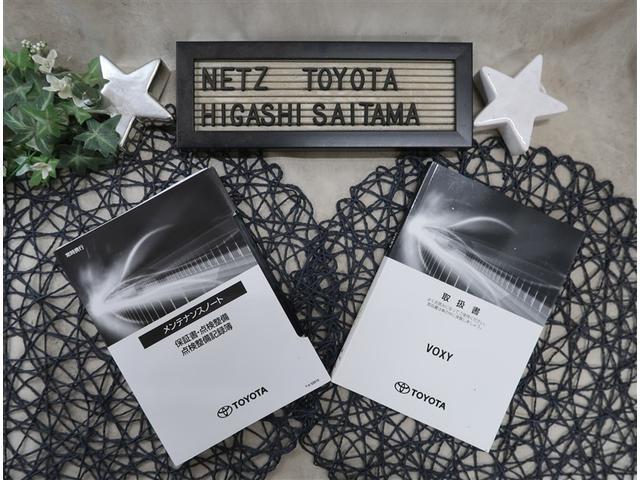 NETZ TOYOTA
HIGASHI SAITAMA
メンテナンスノート
保証書・点検整備
点検整備記録簿
TOYOTA
取扱書
VOXY
TOYOTA